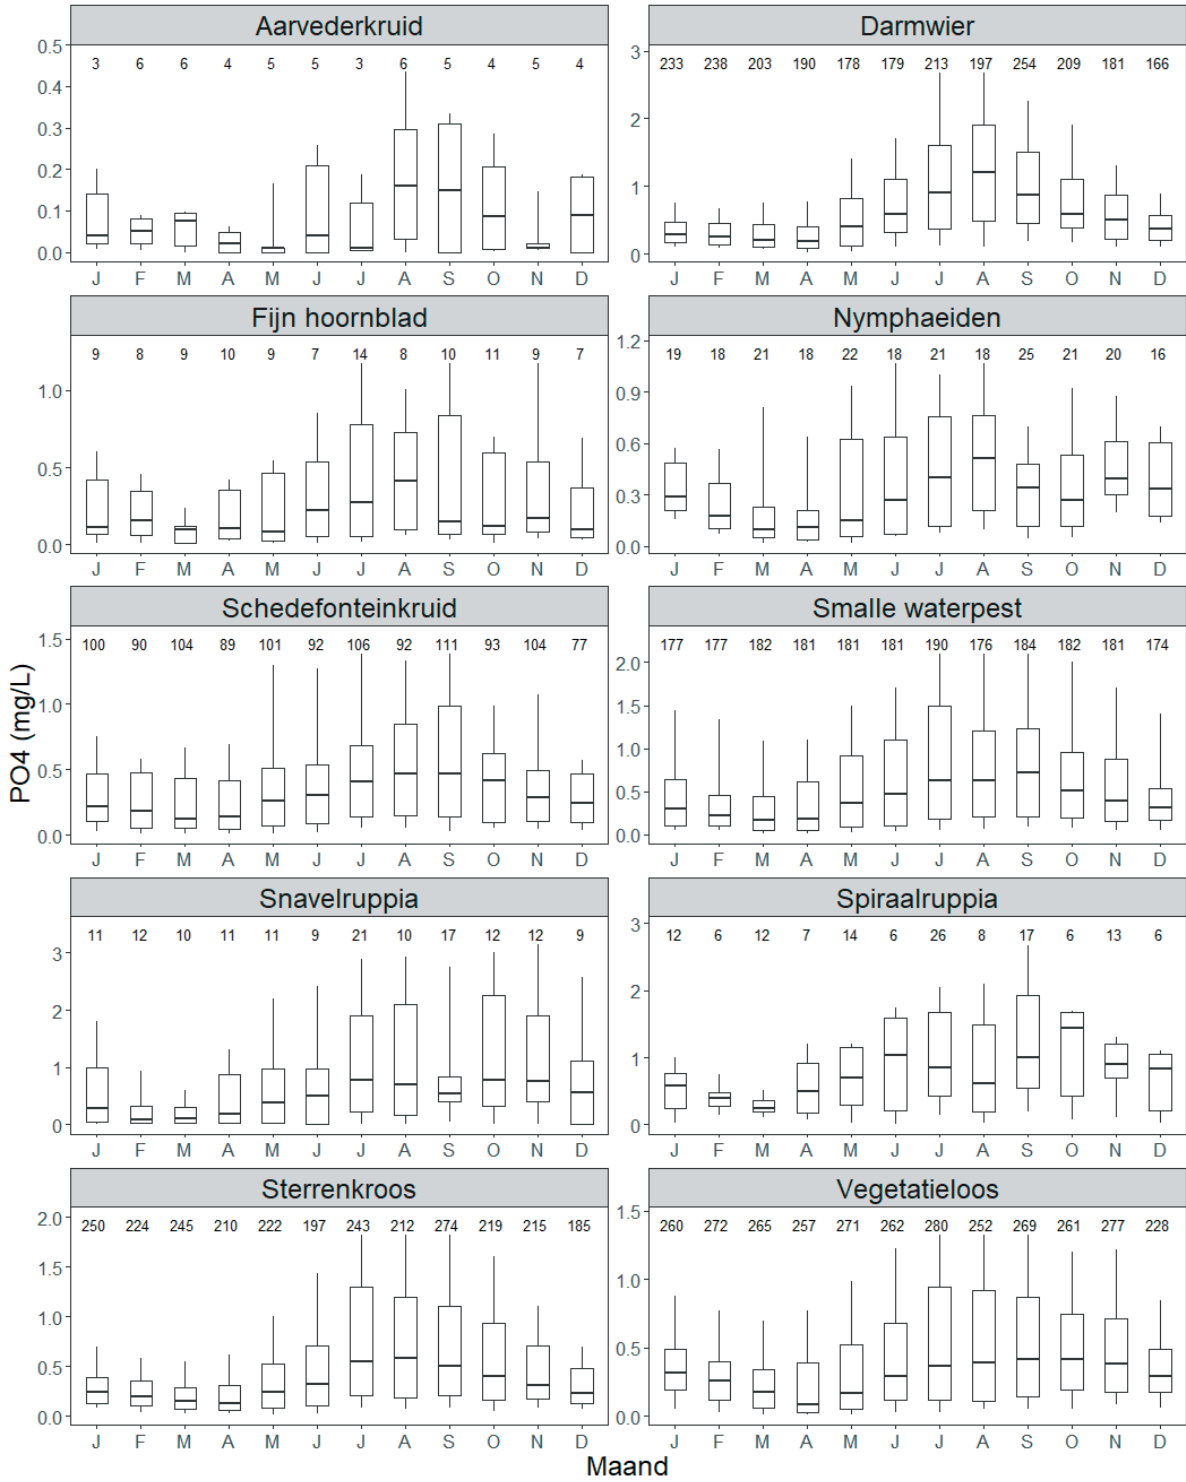 Aarvederkruid
Darmwier
0.5
0.4
0.3
0.2
0.1
0.0
3 6 6 4 5 5 3 6 5 4 5 4
J F M A M J J A S O N D
3
2
1
0
233 238 203 190 178 179 213 197 254 209 181 166
J F M A M J J A S O N D
Fijn hoornblad
Nymphaeiden
1.0
0.5
0.0
9 8 9 10 9 7 14 8 10 11 9 7
J F M A M J J A S O N D
1.2
0.9
0.6
0.3
0.0
19 18 21 18 22 18 21 18 25 21 20 16
J F M A M J J A S O N D
Schedefonteinkruid
Smalle waterpest
PO4 (mg/L)
1.5
1.0
0.5
0.0
100 90 104 89 101 92 106 92 111 93 104 77
J F M A M J J A S O N D
2.0
1.5
1.0
0.5
0.0
177 177 182 181 181 181 190 176 184 182 181 174
J F M A M J J A S O N D
Snavelruppia
Spiraalruppia
3
2
1
0
11 12 10 11 11 9 21 10 17 12 12 9
J F M A M J J A S O N D
3
2
1
0
12 6 12 7 14 6 26 8 17 6 13 6
J F M A M J J A S O N D
Sterrenkroos
Vegetatieloos
2.0
1.5
1.0
0.5
0.0
250 224 245 210 222 197 243 212 274 219 215 185
J F M A M J J A S O N D
1.5
1.0
0.5
0.0
260 272 265 257 271 262 280 252 269 261 277 228
J F M A M J J A S O N D
Maand